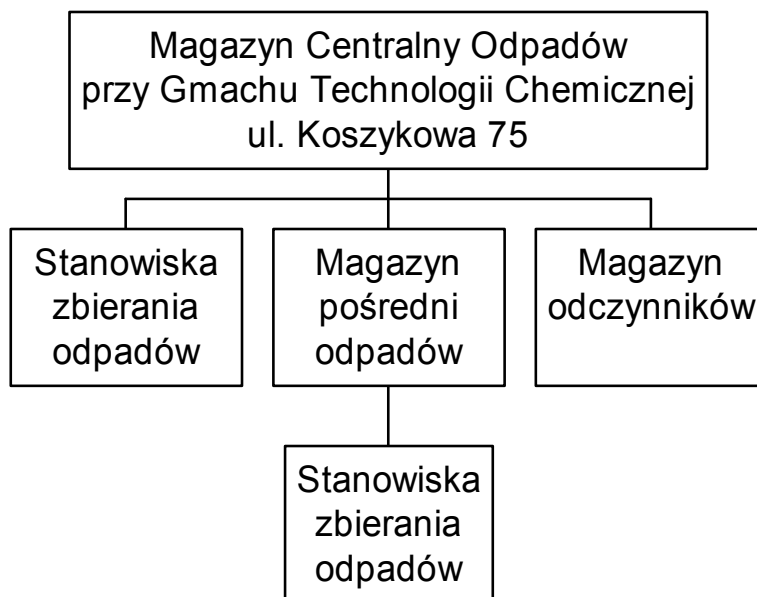 Magazyn Centralny Odpadów
przy Gmachu Technologii Chemicznej
ul. Koszykowa 75
Stanowiska
zbierania
odpadów
Magazyn
pośredni
odpadów
Magazyn
odczynników
Stanowiska
zbierania
odpadów